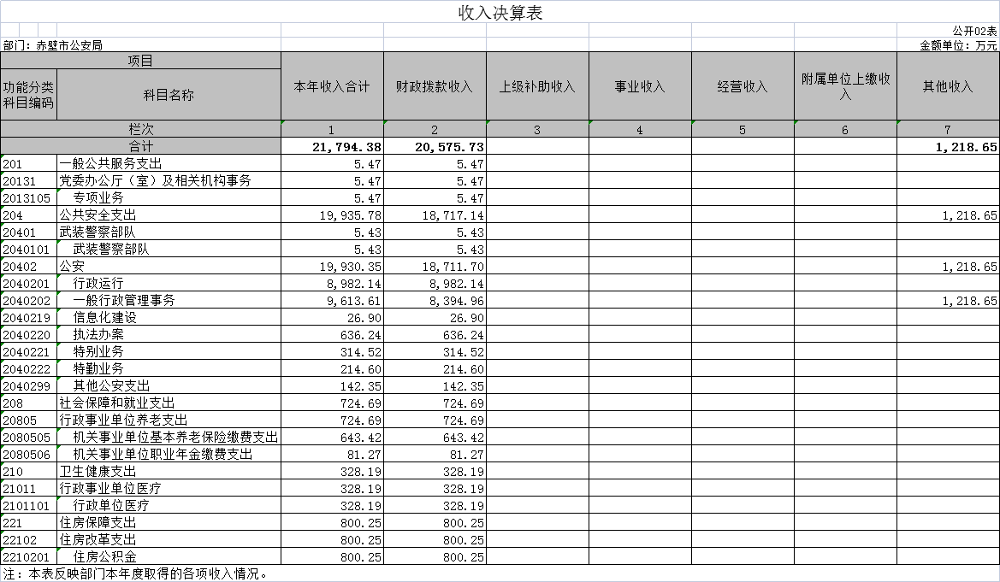 收入决算表
公开02表
部门：赤壁市公安局 金额单位：万元
项目 本年收入合计 财政拨款收入 上级补助收入 事业收入 经营收入 附属单位上缴收入 其他收入
功能分类科目编码 科目名称
栏次 1 2 3 4 5 6 7
合计 21,794.38 20,575.73 1,218.65
201 一般公共服务支出 5.47 5.47
20131 党委办公厅（室）及相关机构事务 5.47 5.47
2013105 专项业务 5.47 5.47
204 公共安全支出 19,935.78 18,717.14 1,218.65
20401 武装警察部队 5.43 5.43
2040101 武装警察部队 5.43 5.43
20402 公安 19,930.35 18,711.70 1,218.65
2040201 行政运行 8,982.14 8,982.14
2040202 一般行政管理事务 9,613.61 8,394.96 1,218.65
2040219 信息化建设 26.90 26.90
2040220 执法办案 636.24 636.24
2040221 特别业务 314.52 314.52
2040222 特勤业务 214.60 214.60
2040299 其他公安支出 142.35 142.35
208 社会保障和就业支出 724.69 724.69
20805 行政事业单位养老支出 724.69 724.69
2080505 机关事业单位基本养老保险缴费支出 643.42 643.42
2080506 机关事业单位职业年金缴费支出 81.27 81.27
210 卫生健康支出 328.19 328.19
21011 行政事业单位医疗 328.19 328.19
2101101 行政单位医疗 328.19 328.19
221 住房保障支出 800.25 800.25
22102 住房改革支出 800.25 800.25
2210201 住房公积金 800.25 800.25
注：本表反映部门本年度取得的各项收入情况。